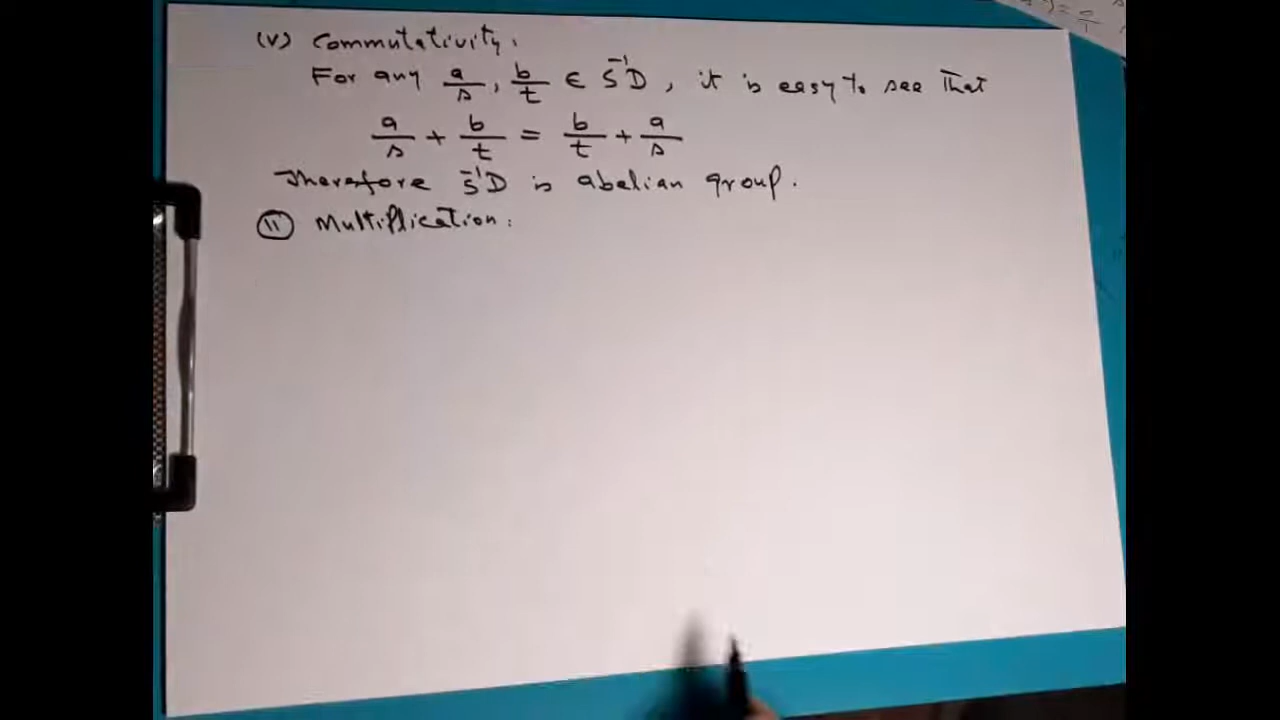 (v) Commutativity:
For any a/s, b/t ∈ S⁻¹D, it is easy to see that
a/s + b/t = b/t + a/s
Therefore S⁻¹D is abelian group.
(II) Multiplication: